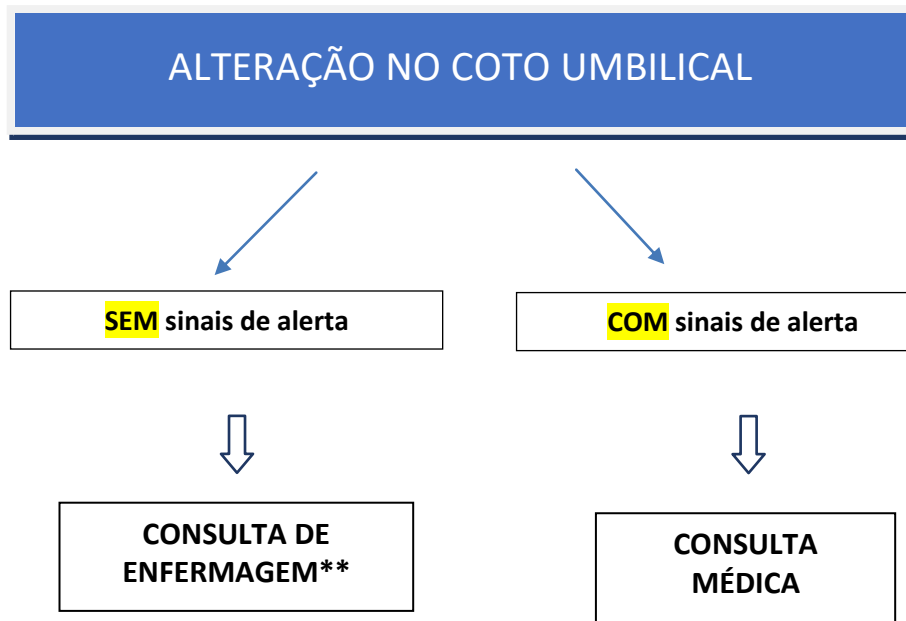 ALTERAÇÃO NO COTO UMBILICAL
SEM sinais de alerta
COM sinais de alerta
CONSULTA DE
ENFERMAGEM**
CONSULTA
MÉDICA